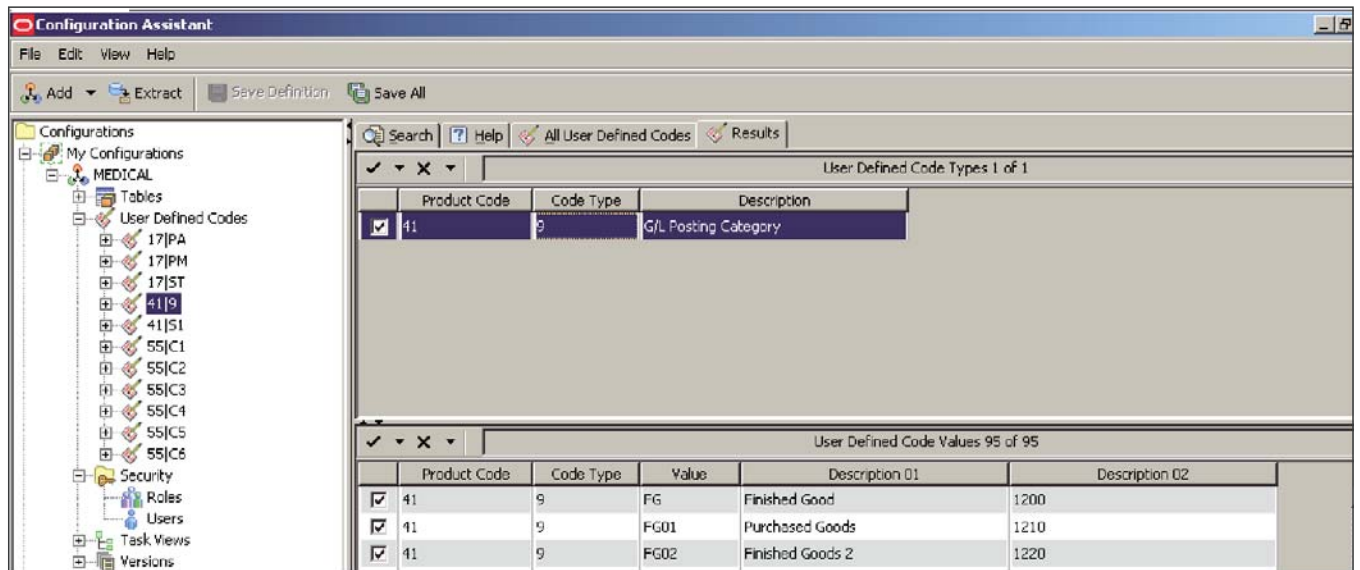 Configuration Assistant
File Edit View Help
Add Extract Save Definition Save All
Configurations
My Configurations
MEDICAL
Tables
User Defined Codes
17|PA
17|PM
17|ST
41|9
41|S1
55|C1
55|C2
55|C3
55|C4
55|C5
55|C6
Security
Roles
Users
Task Views
Versions
Search Help All User Defined Codes Results
User Defined Code Types 1 of 1
Product Code Code Type Description
41 9 G/L Posting Category
User Defined Code Values 95 of 95
Product Code Code Type Value Description 01 Description 02
41 9 FG Finished Good 1200
41 9 FG01 Purchased Goods 1210
41 9 FG02 Finished Goods 2 1220